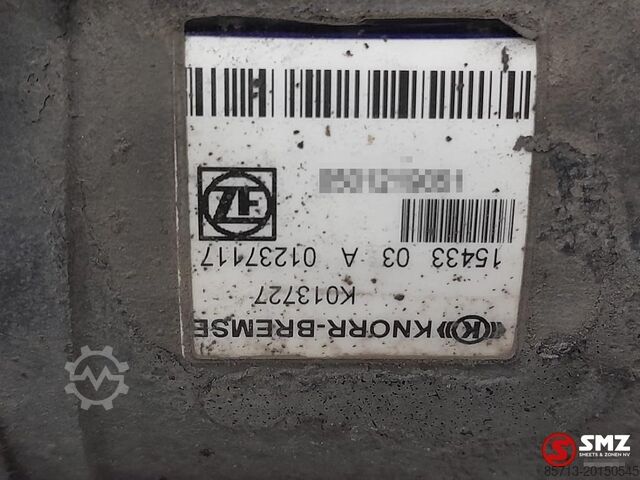 KNORR-BREMSE
K013727
15433 03 A 01237117
ZF
SMZ
SMEETS & ZONEN NV
85713-20150545